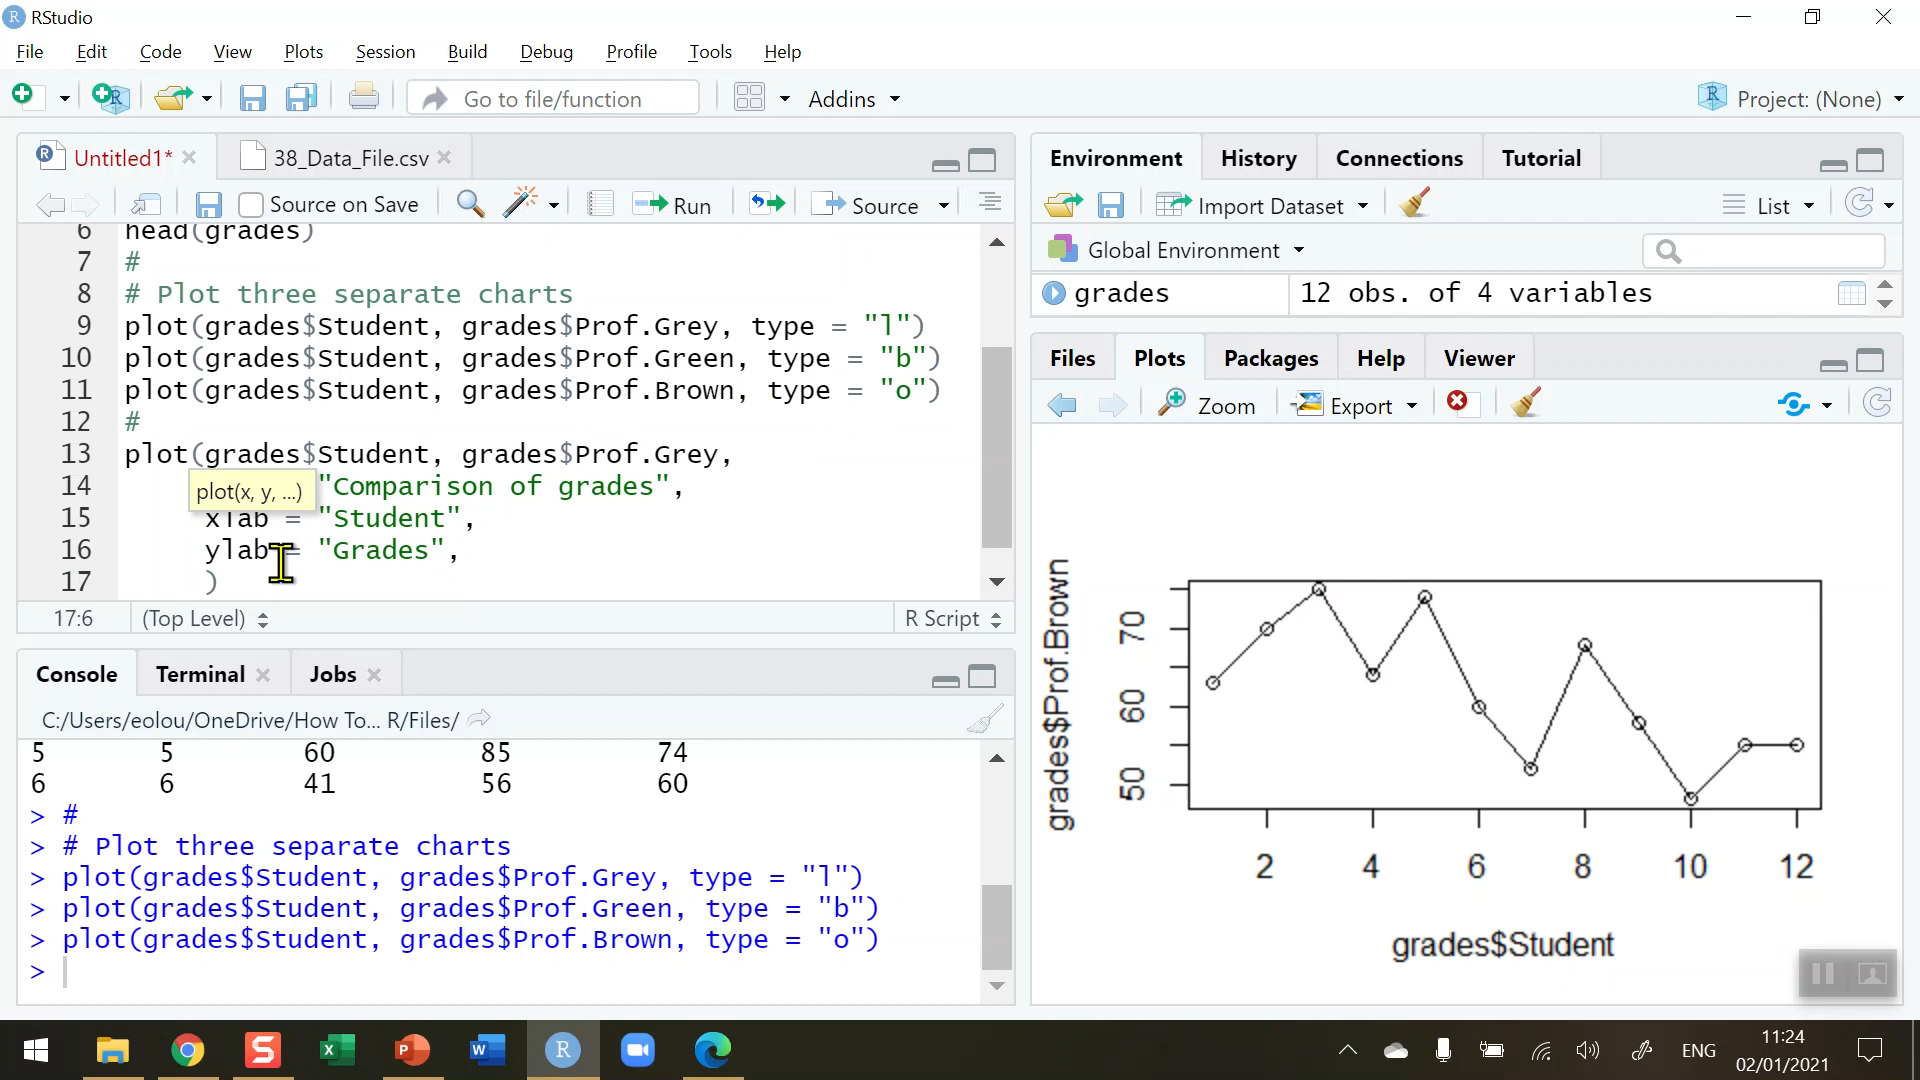 RStudio
File Edit Code View Plots Session Build Debug Profile Tools Help
Go to file/function Addins Project: (None)
Untitled1* 38_Data_File.csv
Source on Save Run Source
6 head(grades)
7 #
8 # Plot three separate charts
9 plot(grades$Student, grades$Prof.Grey, type = "l")
10 plot(grades$Student, grades$Prof.Green, type = "b")
11 plot(grades$Student, grades$Prof.Brown, type = "o")
12 #
13 plot(grades$Student, grades$Prof.Grey,
plot(x, y, ...)
14 "Comparison of grades",
15 xlab = "Student",
16 ylab = "Grades",
17 )
17:6 (Top Level) R Script
Console Terminal Jobs
C:/Users/eolou/OneDrive/How To... R/Files/
5 5 60 85 74
6 6 41 56 60
> #
> # Plot three separate charts
> plot(grades$Student, grades$Prof.Grey, type = "l")
> plot(grades$Student, grades$Prof.Green, type = "b")
> plot(grades$Student, grades$Prof.Brown, type = "o")
>
Environment History Connections Tutorial
Import Dataset List
Global Environment
grades 12 obs. of 4 variables
Files Plots Packages Help Viewer
Zoom Export
grades$Prof.Brown
70
60
50
2 4 6 8 10 12
grades$Student
ENG
11:24
02/01/2021